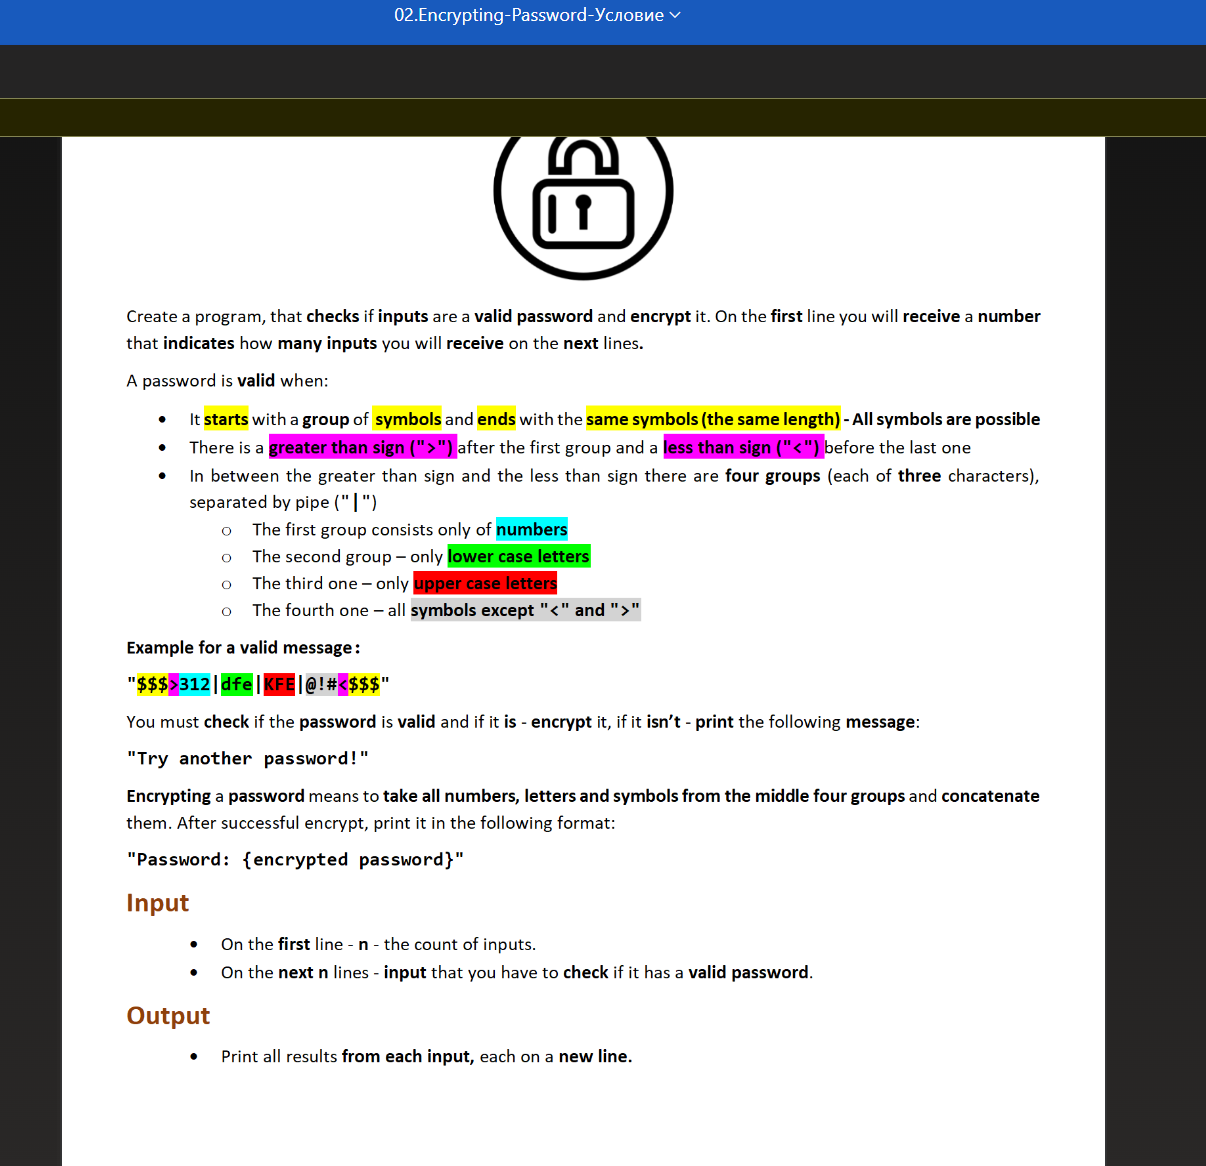 02.Encrypting-Password-Условие
Create a program, that checks if inputs are a valid password and encrypt it. On the first line you will receive a number
that indicates how many inputs you will receive on the next lines.
A password is valid when:
• It starts with a group of symbols and ends with the same symbols (the same length) - All symbols are possible
• There is a greater than sign (">") after the first group and a less than sign ("<") before the last one
• In between the greater than sign and the less than sign there are four groups (each of three characters),
separated by pipe ("|")
o The first group consists only of numbers
o The second group – only lower case letters
o The third one – only upper case letters
o The fourth one – all symbols except "<" and ">"
Example for a valid message:
"$$$>312|dfe|KFE|@!#<$$$"
You must check if the password is valid and if it is - encrypt it, if it isn’t - print the following message:
"Try another password!"
Encrypting a password means to take all numbers, letters and symbols from the middle four groups and concatenate
them. After successful encrypt, print it in the following format:
"Password: {encrypted password}"
Input
• On the first line - n - the count of inputs.
• On the next n lines - input that you have to check if it has a valid password.
Output
• Print all results from each input, each on a new line.